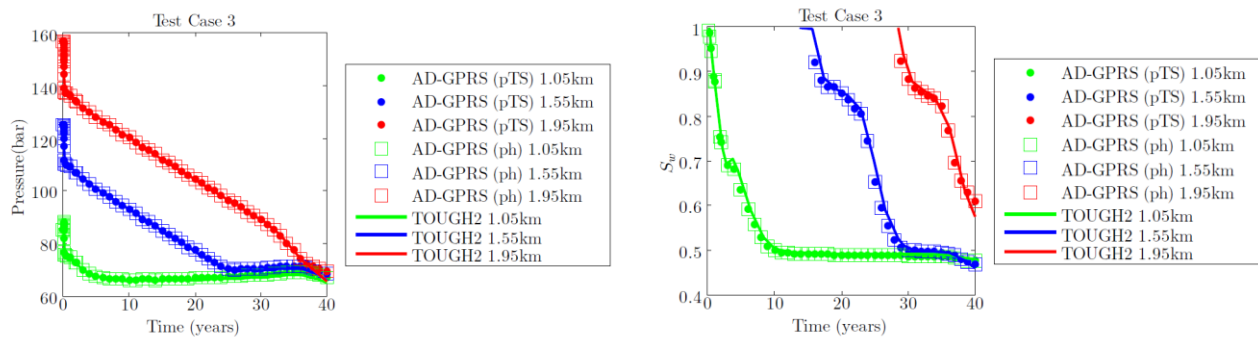 Test Case 3
160
140
120
100
80
60
Pressure(bar)
0
10
20
30
40
Time (years)
AD-GPRS (pTS) 1.05km
AD-GPRS (pTS) 1.55km
AD-GPRS (pTS) 1.95km
AD-GPRS (ph) 1.05km
AD-GPRS (ph) 1.55km
AD-GPRS (ph) 1.95km
TOUGH2 1.05km
TOUGH2 1.55km
TOUGH2 1.95km
Test Case 3
1
0.9
0.8
0.7
0.6
0.5
0.4
S_w
0
10
20
30
40
Time (years)
AD-GPRS (pTS) 1.05km
AD-GPRS (pTS) 1.55km
AD-GPRS (pTS) 1.95km
AD-GPRS (ph) 1.05km
AD-GPRS (ph) 1.55km
AD-GPRS (ph) 1.95km
TOUGH2 1.05km
TOUGH2 1.55km
TOUGH2 1.95km